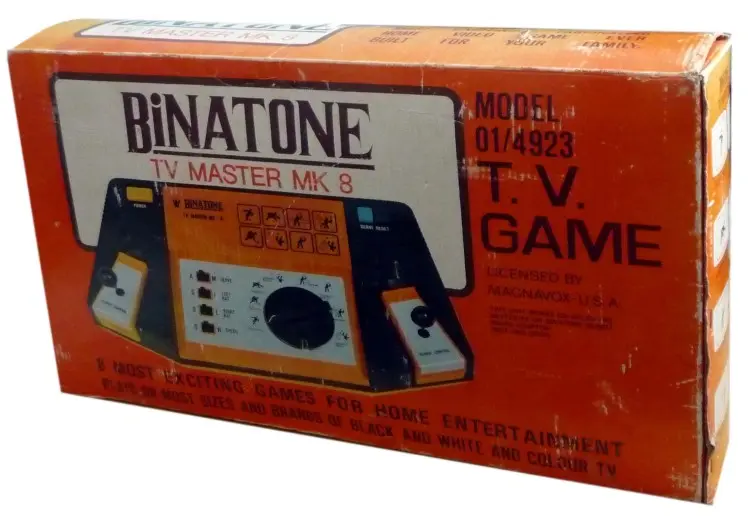 BiNATONE
TV MASTER MK 8
HOME VIDEO GAME EVER
BUILT FOR YOUR FAMILY.
BiNATONE
TV MASTER MK 8
MODEL
01/4923
T. V.
GAME
LICENSED BY
MAGNAVOX-U.S.A.
POWER
BiNATONE
TV MASTER MK 8
8 MOST EXCITING GAMES FOR HOME ENTERTAINMENT
PLAYS ON MOST SIZES AND BRANDS OF BLACK AND WHITE AND COLOUR TV